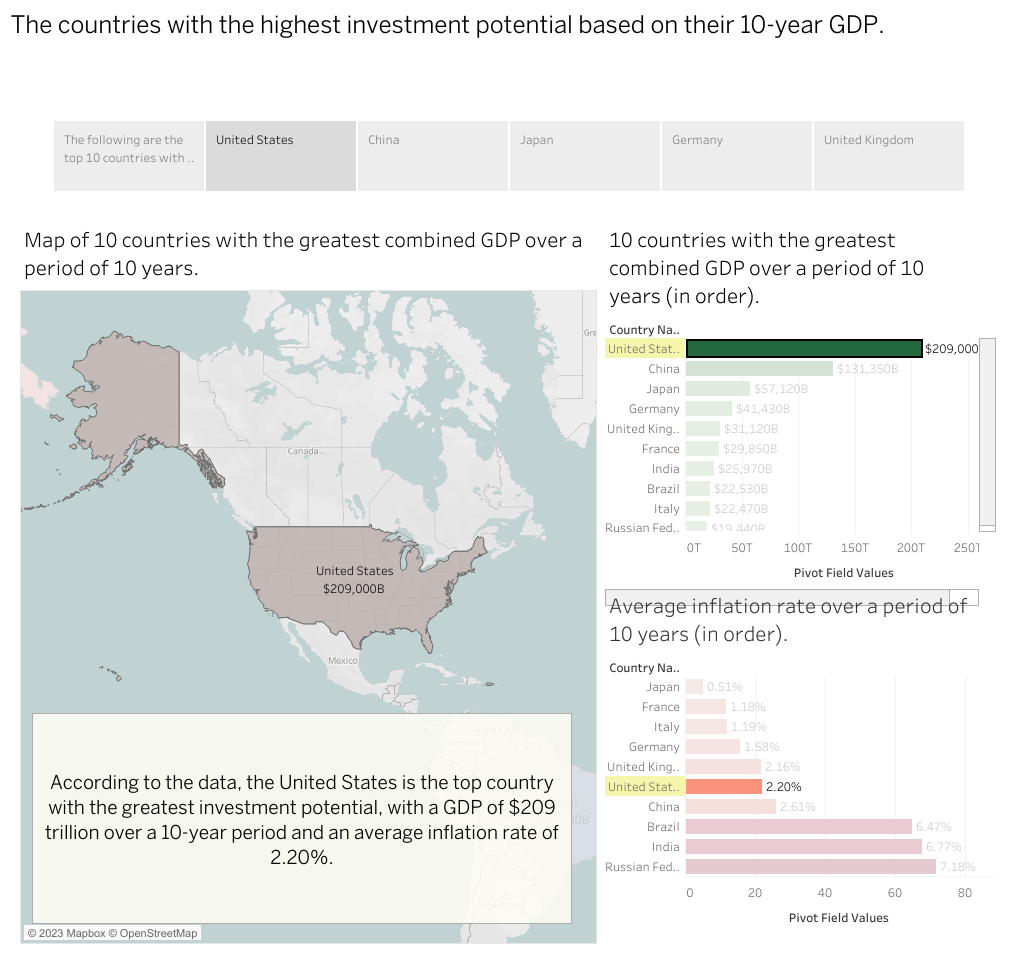 The countries with the highest investment potential based on their 10-year GDP.
The following are the
top 10 countries with ..
United States
China
Japan
Germany
United Kingdom
Map of 10 countries with the greatest combined GDP over a
period of 10 years.
Gre
Canada
United States
$209,000B
Mexico
Argentina
According to the data, the United States is the top country
with the greatest investment potential, with a GDP of $209
trillion over a 10-year period and an average inflation rate of
2.20%.
© 2023 Mapbox © OpenStreetMap
10 countries with the greatest
combined GDP over a period of 10
years (in order).
Country Na..
United Stat.. $209,000
China $131,350B
Japan $57,120B
Germany $41,430B
United King.. $31,120B
France $29,850B
India $25,970B
Brazil $22,530B
Italy $22,470B
Russian Fed.. $19,440B
0T 50T 100T 150T 200T 250T
Pivot Field Values
Average inflation rate over a period of
10 years (in order).
Country Na..
Japan 0.51%
France 1.18%
Italy 1.19%
Germany 1.58%
United King.. 2.16%
United Stat.. 2.20%
China 2.61%
Brazil 6.47%
India 6.77%
Russian Fed.. 7.18%
0 20 40 60 80
Pivot Field Values